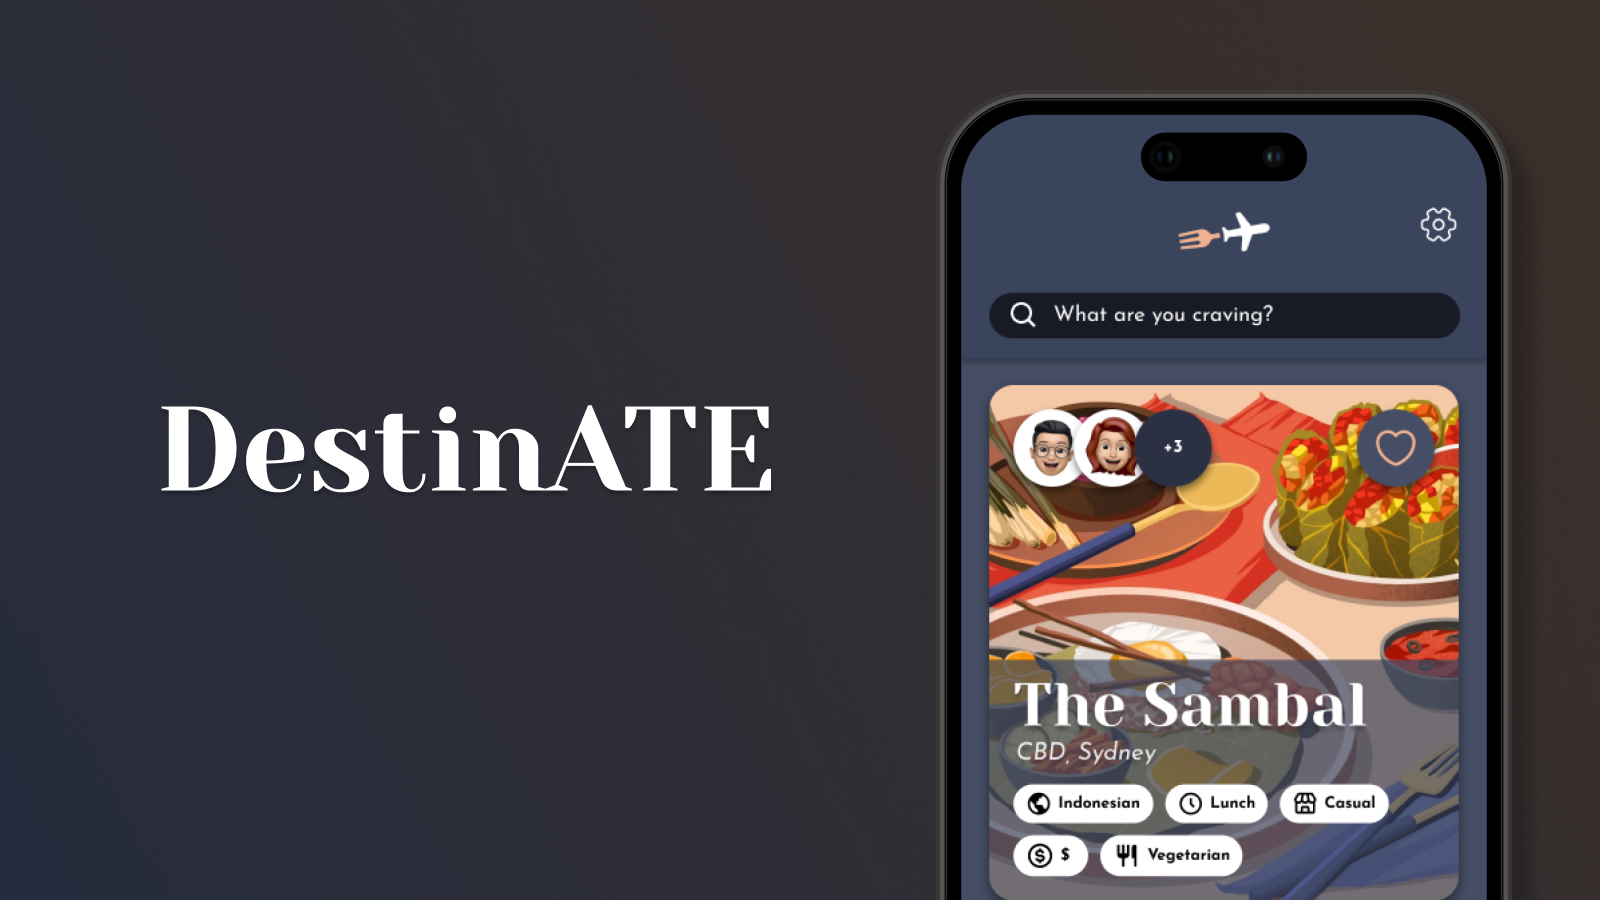 DestinATE
What are you craving?
+3
The Sambal
CBD, Sydney
Indonesian
Lunch
Casual
$
Vegetarian